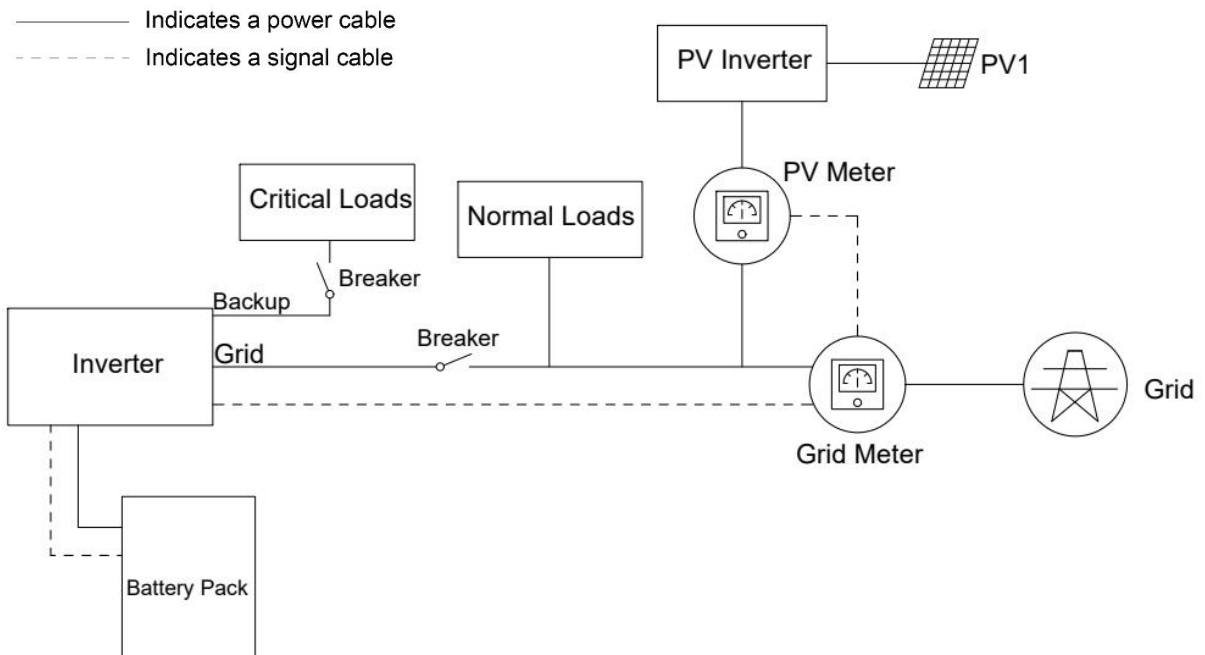 Indicates a power cable
Indicates a signal cable
PV Inverter
PV1
PV Meter
Critical Loads
Normal Loads
Breaker
Backup
Breaker
Inverter
Grid
Grid
Grid Meter
Battery Pack